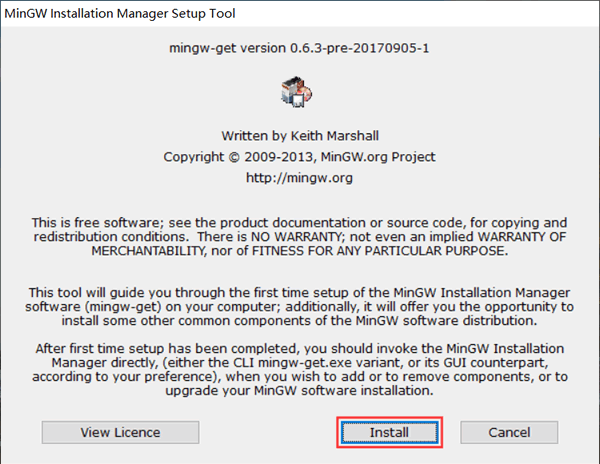 MinGW Installation Manager Setup Tool
mingw-get version 0.6.3-pre-20170905-1
Written by Keith Marshall
Copyright © 2009-2013, MinGW.org Project
http://mingw.org
This is free software; see the product documentation or source code, for copying and
redistribution conditions.  There is NO WARRANTY; not even an implied WARRANTY OF
MERCHANTABILITY, nor of FITNESS FOR ANY PARTICULAR PURPOSE.
This tool will guide you through the first time setup of the MinGW Installation Manager
software (mingw-get) on your computer; additionally, it will offer you the opportunity to
install some other common components of the MinGW software distribution.
After first time setup has been completed, you should invoke the MinGW Installation
Manager directly, (either the CLI mingw-get.exe variant, or its GUI counterpart,
according to your preference), when you wish to add or to remove components, or to
upgrade your MinGW software installation.
View Licence
Install
Cancel